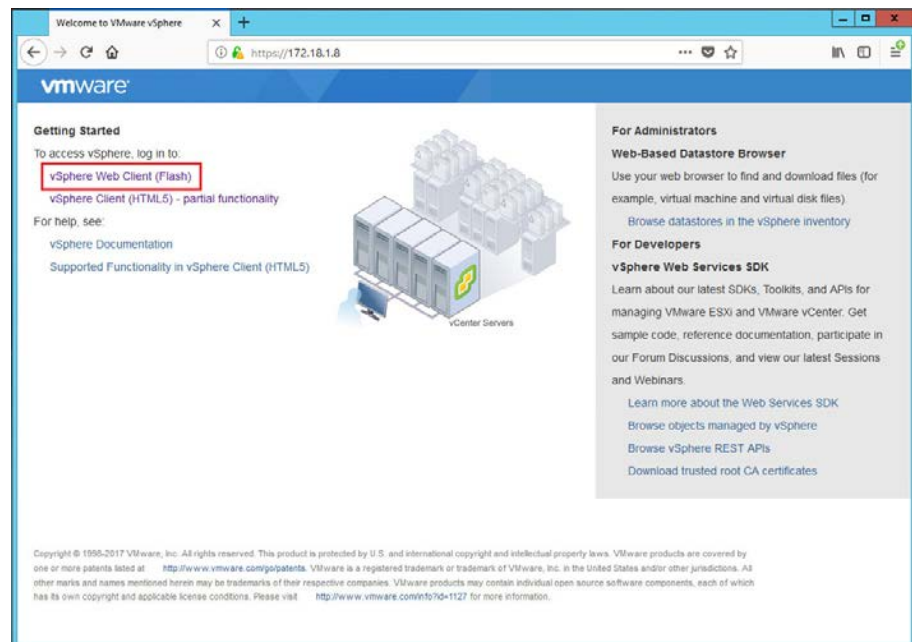 Welcome to VMware vSphere
https://172.18.1.8
vmware
Getting Started
To access vSphere, log in to:
vSphere Web Client (Flash)
vSphere Client (HTML5) - partial functionality
For help, see:
vSphere Documentation
Supported Functionality in vSphere Client (HTML5)
vCenter Servers
For Administrators
Web-Based Datastore Browser
Use your web browser to find and download files (for
example, virtual machine and virtual disk files).
Browse datastores in the vSphere inventory
For Developers
vSphere Web Services SDK
Learn about our latest SDKs, Toolkits, and APIs for
managing VMware ESXi and VMware vCenter. Get
sample code, reference documentation, participate in
our Forum Discussions, and view our latest Sessions
and Webinars.
Learn more about the Web Services SDK
Browse objects managed by vSphere
Browse vSphere REST APIs
Download trusted root CA certificates
Copyright © 1998-2017 VMware, Inc. All rights reserved. This product is protected by U.S. and international copyright and intellectual property laws. VMware products are covered by
one or more patents listed at http://www.vmware.com/go/patents. VMware is a registered trademark or trademark of VMware, Inc. in the United States and/or other jurisdictions. All
other marks and names mentioned herein may be trademarks of their respective companies. VMware products may contain individual open source software components, each of which
has its own copyright and applicable license conditions. Please visit http://www.vmware.com/info?id=1127 for more information.